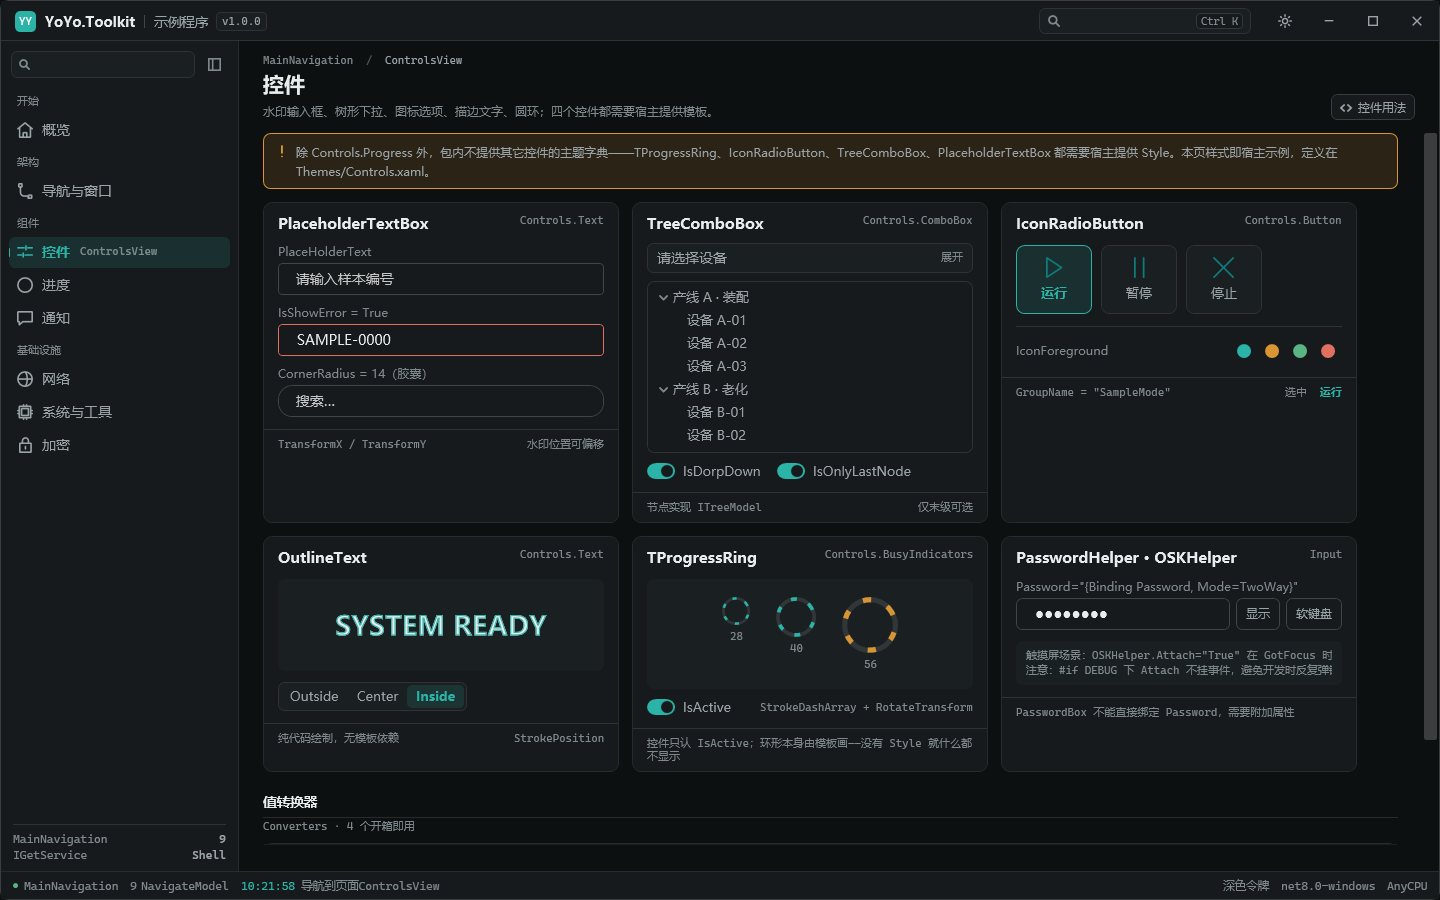 YY YoYo.Toolkit 示例程序 v1.0.0 Ctrl K
开始
概览
架构
导航与窗口
组件
控件 ControlsView
进度
通知
基础设施
网络
系统与工具
加密
MainNavigation 9
IGetService Shell
MainNavigation / ControlsView
控件
水印输入框、树形下拉、图标选项、描边文字、圆环；四个控件都需要宿主提供模板。
<> 控件用法
! 除 Controls.Progress 外，包内不提供其它控件的主题字典——TProgressRing、IconRadioButton、TreeComboBox、PlaceholderTextBox 都需要宿主提供 Style。本页样式即宿主示例，定义在
Themes/Controls.xaml。
PlaceholderTextBox Controls.Text
PlaceHolderText
请输入样本编号
IsShowError = True
SAMPLE-0000
CornerRadius = 14（胶囊）
搜索...
TransformX / TransformY 水印位置可偏移
TreeComboBox Controls.ComboBox
请选择设备 展开
产线 A · 装配
设备 A-01
设备 A-02
设备 A-03
产线 B · 老化
设备 B-01
设备 B-02
IsDorpDown IsOnlyLastNode
节点实现 ITreeModel 仅末级可选
IconRadioButton Controls.Button
运行 暂停 停止
IconForeground
GroupName = "SampleMode" 选中 运行
OutlineText Controls.Text
SYSTEM READY
Outside Center Inside
纯代码绘制，无模板依赖 StrokePosition
TProgressRing Controls.BusyIndicators
28 40 56
IsActive StrokeDashArray + RotateTransform
控件只认 IsActive；环形本身由模板画——没有 Style 就什么都
不显示
PasswordHelper • OSKHelper Input
Password="{Binding Password, Mode=TwoWay}"
●●●●●●●● 显示 软键盘
触摸屏场景：OSKHelper.Attach="True" 在 GotFocus 时
注意：#if DEBUG 下 Attach 不挂事件，避免开发时反复弹
PasswordBox 不能直接绑定 Password，需要附加属性
值转换器
Converters · 4 个开箱即用
MainNavigation 9 NavigateModel 10:21:58 导航到页面ControlsView 深色令牌 net8.0-windows AnyCPU